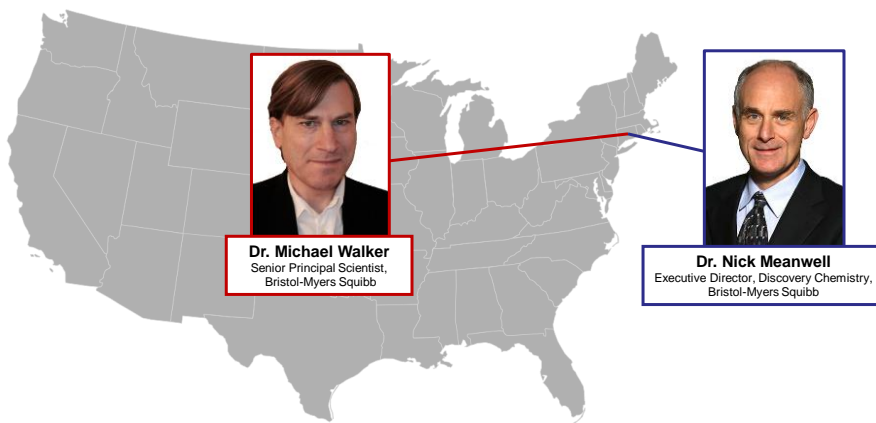 Dr. Michael Walker
Senior Principal Scientist,
Bristol-Myers Squibb
Dr. Nick Meanwell
Executive Director, Discovery Chemistry,
Bristol-Myers Squibb